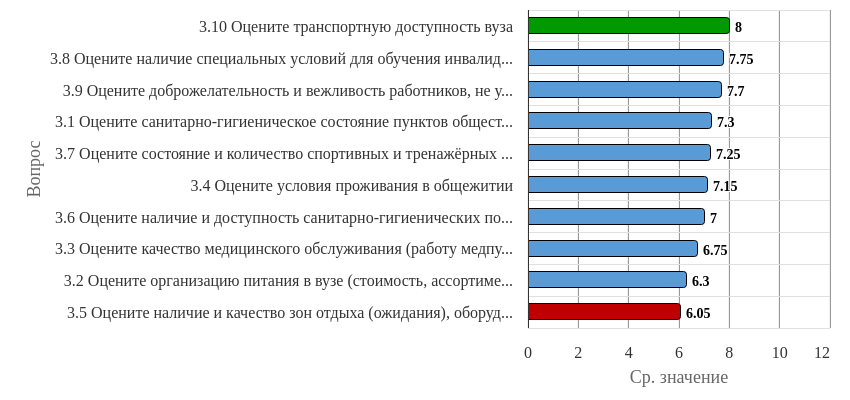 3.10 Оцените транспортную доступность вуза 8
3.8 Оцените наличие специальных условий для обучения инвалид... 7.75
3.9 Оцените доброжелательность и вежливость работников, не у... 7.7
3.1 Оцените санитарно-гигиеническое состояние пунктов общест... 7.3
3.7 Оцените состояние и количество спортивных и тренажёрных ... 7.25
3.4 Оцените условия проживания в общежитии 7.15
3.6 Оцените наличие и доступность санитарно-гигиенических по... 7
3.3 Оцените качество медицинского обслуживания (работу медпу... 6.75
3.2 Оцените организацию питания в вузе (стоимость, ассортиме... 6.3
3.5 Оцените наличие и качество зон отдыха (ожидания), оборуд... 6.05
Вопрос
0 2 4 6 8 10 12
Ср. значение